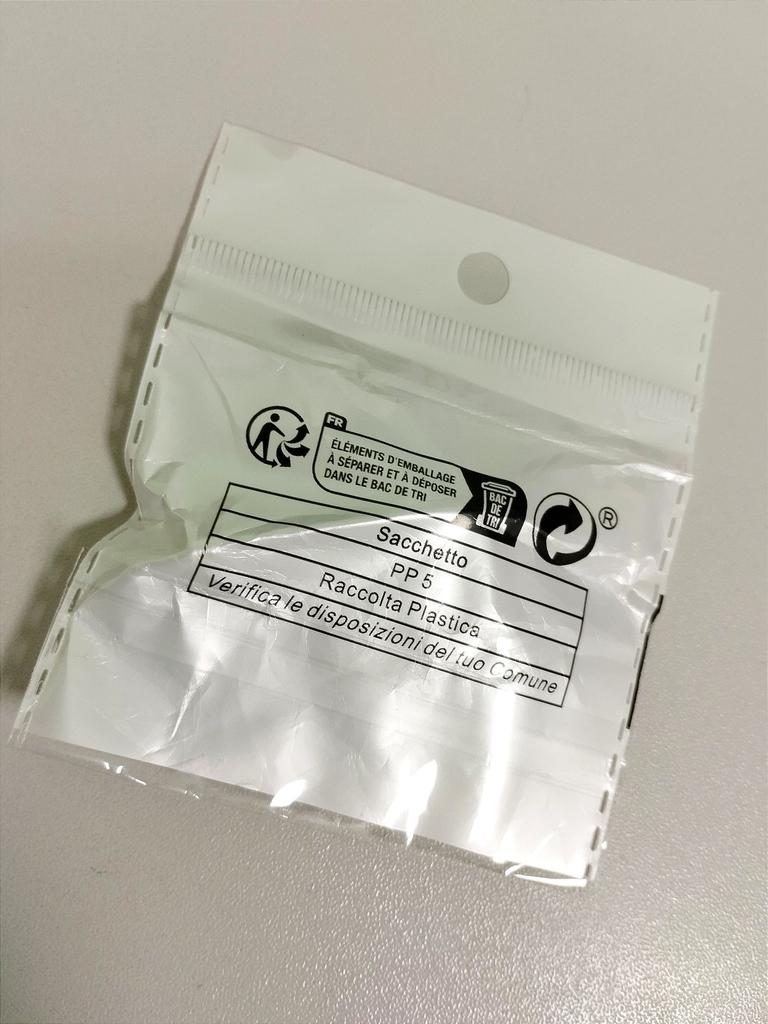 FR
ÉLÉMENTS D'EMBALLAGE
À SÉPARER ET À DÉPOSER
DANS LE BAC DE TRI
BAC
DE
TRI
®
Sacchetto
PP 5
Raccolta Plastica
Verifica le disposizioni del tuo Comune